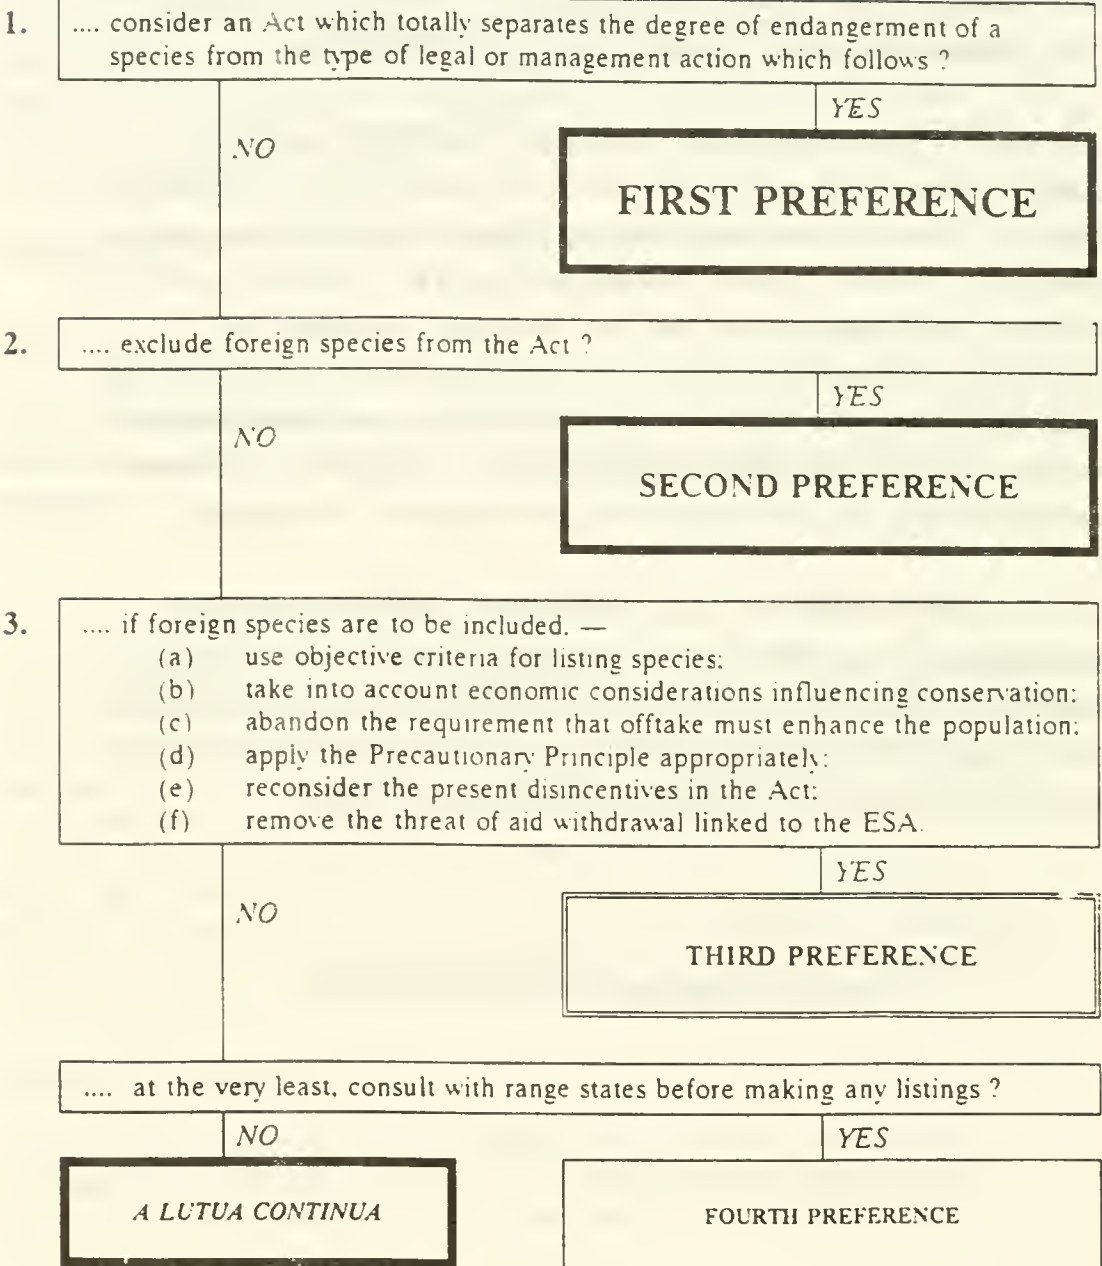 1. .... consider an Act which totally separates the degree of endangerment of a
species from the type of legal or management action which follows ?
YES
NO
FIRST PREFERENCE
2. .... exclude foreign species from the Act ?
YES
NO
SECOND PREFERENCE
3. .... if foreign species are to be included. —
(a) use objective criteria for listing species;
(b) take into account economic considerations influencing conservation;
(c) abandon the requirement that offtake must enhance the population;
(d) apply the Precautionary Principle appropriately;
(e) reconsider the present disincentives in the Act;
(f) remove the threat of aid withdrawal linked to the ESA.
YES
NO
THIRD PREFERENCE
.... at the very least, consult with range states before making any listings ?
NO YES
A LUTUA CONTINUA FOURTH PREFERENCE